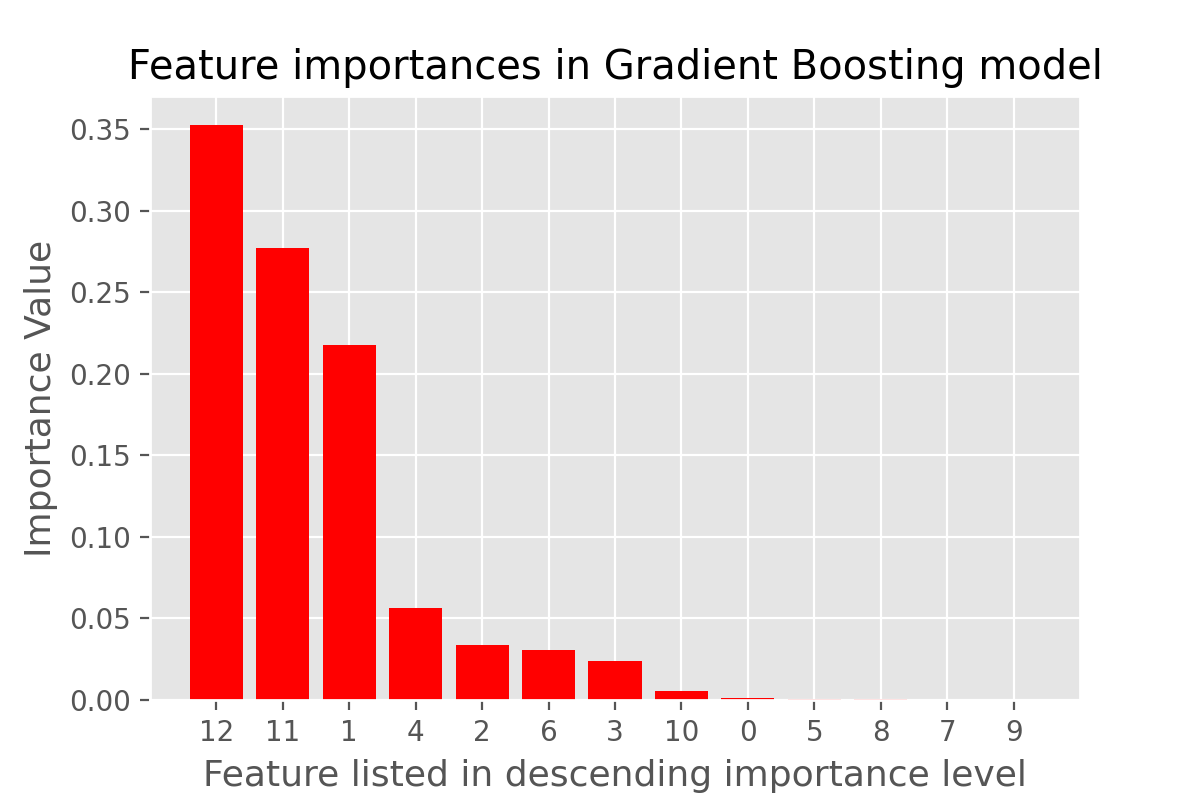 Feature importances in Gradient Boosting model
Importance Value
0.35
0.30
0.25
0.20
0.15
0.10
0.05
0.00
12 11 1 4 2 6 3 10 0 5 8 7 9
Feature listed in descending importance level